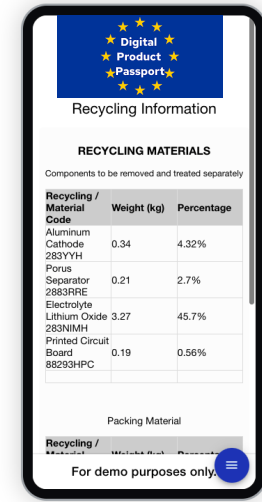 Digital
Product
Passport
Recycling Information
RECYCLING MATERIALS
Components to be removed and treated separately
Recycling / Material Code Weight (kg) Percentage
Aluminum Cathode 283YYH 0.34 4.32%
Porus Separator 2883RRE 0.21 2.7%
Electrolyte Lithium Oxide 283NIMH 3.27 45.7%
Printed Circuit Board 88293HPC 0.19 0.56%
Packing Material
Recycling /
For demo purposes only.